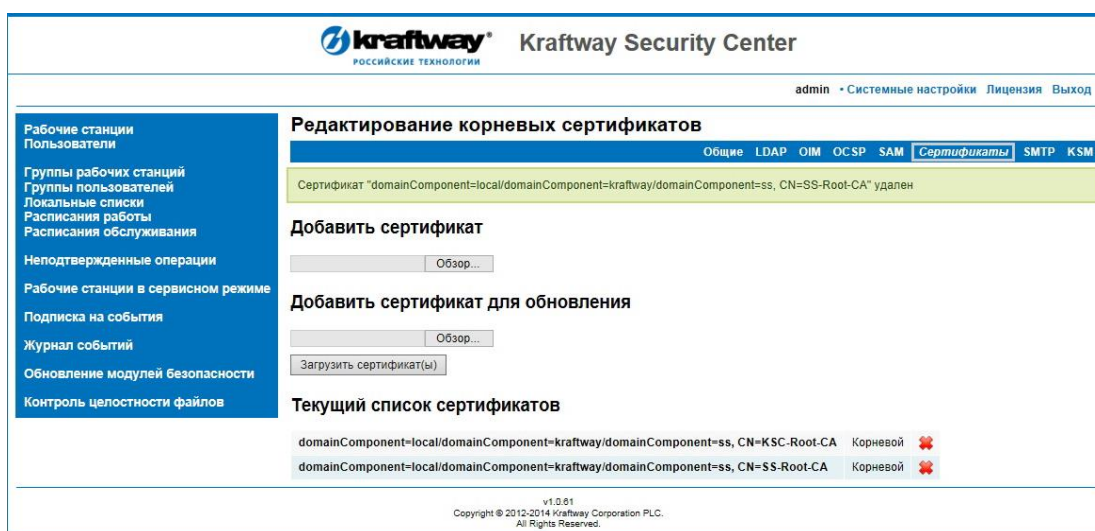 kraftway®
РОССИЙСКИЕ ТЕХНОЛОГИИ
Kraftway Security Center
admin • Системные настройки Лицензия Выход
Рабочие станции
Пользователи
Группы рабочих станций
Группы пользователей
Локальные списки
Расписания работы
Расписания обслуживания
Неподтвержденные операции
Рабочие станции в сервисном режиме
Подписка на события
Журнал событий
Обновление модулей безопасности
Контроль целостности файлов
Редактирование корневых сертификатов
Общие LDAP OIM OCSP SAM Сертификаты SMTP KSM
Сертификат "domainComponent=local/domainComponent=kraftway/domainComponent=ss, CN=SS-Root-CA" удален
Добавить сертификат
Обзор...
Добавить сертификат для обновления
Обзор...
Загрузить сертификат(ы)
Текущий список сертификатов
domainComponent=local/domainComponent=kraftway/domainComponent=ss, CN=KSC-Root-CA Корневой
domainComponent=local/domainComponent=kraftway/domainComponent=ss, CN=SS-Root-CA Корневой
v1.0.61
Copyright © 2012-2014 Kraftway Corporation PLC.
All Rights Reserved.